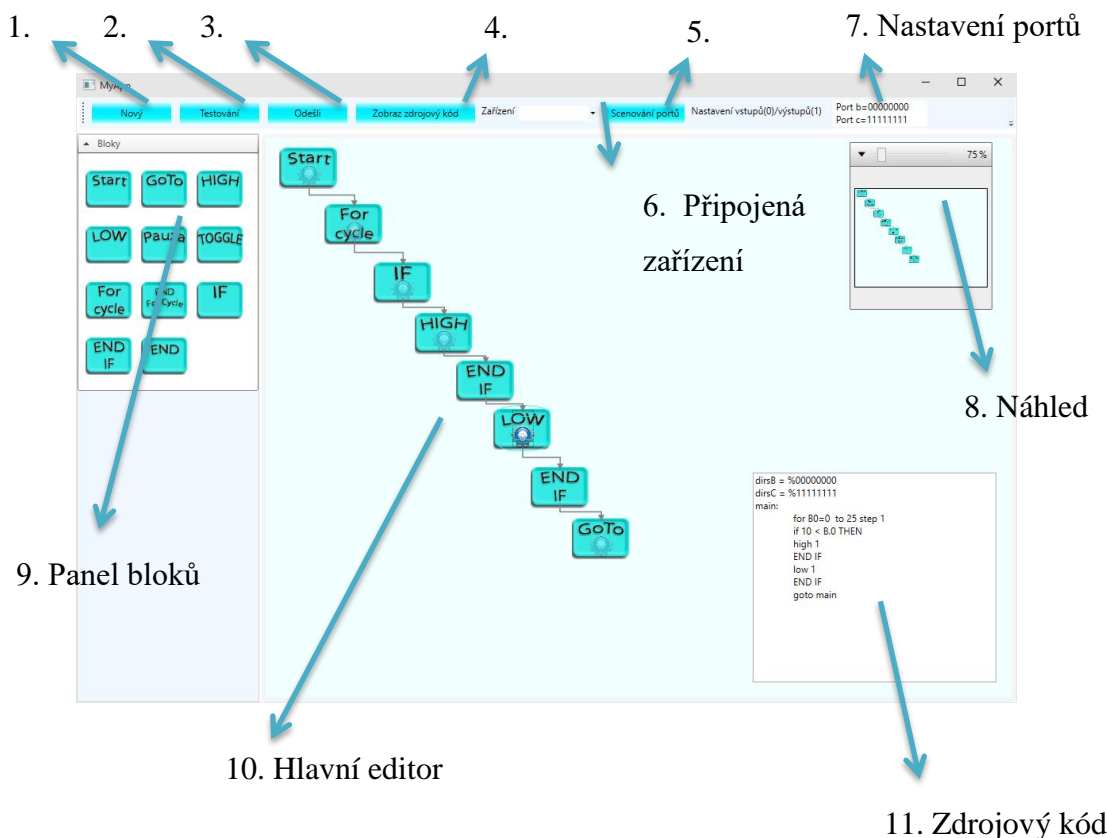 1.
2.
3.
4.
5.
7. Nastavení portů
MyApp
Nový
Testování
Odešli
Zobraz zdrojový kód
Zařízení
Scenování portů
Nastavení vstupů(0)/výstupů(1)
Port b=00000000
Port c=11111111
Bloky
Start
GoTo
HIGH
LOW
Pauza
TOGGLE
For
cycle
END
For Cycle
IF
END
IF
END
Start
For
cycle
IF
HIGH
END
IF
LOW
END
IF
GoTo
6. Připojená
zařízení
75 %
8. Náhled
dirsB = %00000000
dirsC = %11111111
main:
for B0=0 to 25 step 1
if 10 < B.0 THEN
high 1
END IF
low 1
END IF
goto main
9. Panel bloků
10. Hlavní editor
11. Zdrojový kód